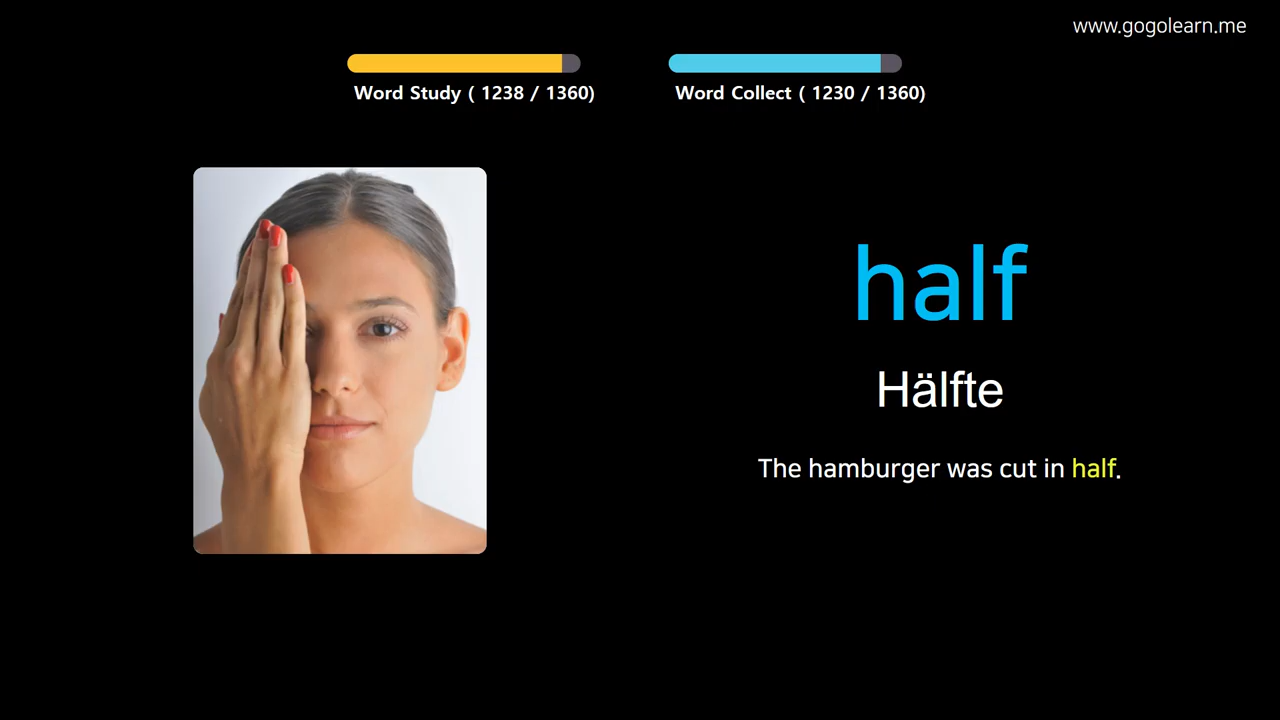 www.gogolearn.me
Word Study ( 1238 / 1360)
Word Collect ( 1230 / 1360)
half
Hälfte
The hamburger was cut in half.